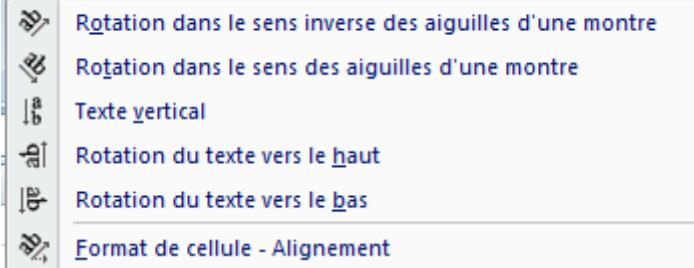 Rotation dans le sens inverse des aiguilles d'une montre
Rotation dans le sens des aiguilles d'une montre
Texte vertical
Rotation du texte vers le haut
Rotation du texte vers le bas
Format de cellule - Alignement